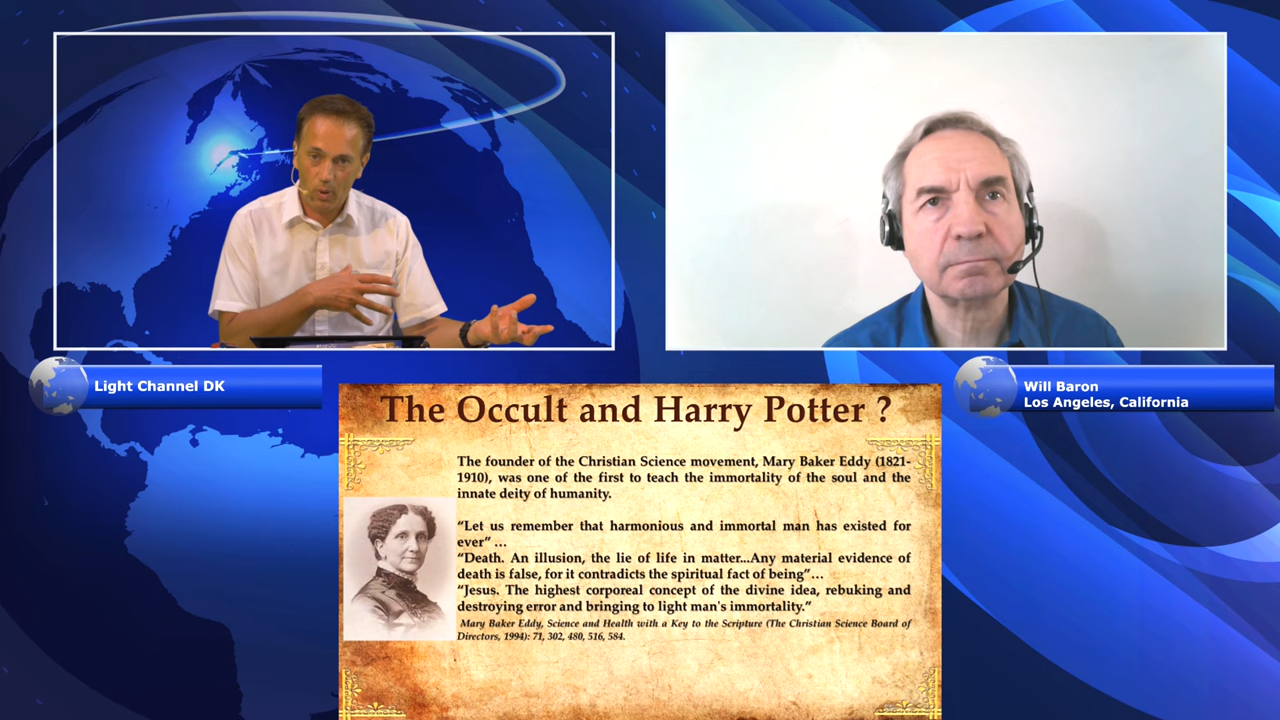 Light Channel DK
Will Baron
Los Angeles, California
The Occult and Harry Potter ?
The founder of the Christian Science movement, Mary Baker Eddy (1821-
1910), was one of the first to teach the immortality of the soul and the
innate deity of humanity.
“Let us remember that harmonious and immortal man has existed for
ever” …
“Death. An illusion, the lie of life in matter...Any material evidence of
death is false, for it contradicts the spiritual fact of being”…
“Jesus. The highest corporeal concept of the divine idea, rebuking and
destroying error and bringing to light man's immortality.”
Mary Baker Eddy, Science and Health with a Key to the Scripture (The Christian Science Board of
Directors, 1994): 71, 302, 480, 516, 584.